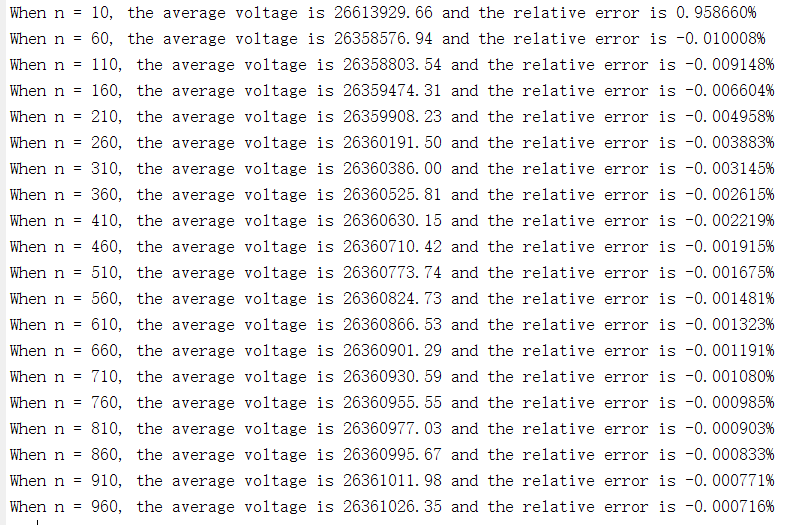 When n = 10, the average voltage is 26613929.66 and the relative error is 0.958660%
When n = 60, the average voltage is 26358576.94 and the relative error is -0.010008%
When n = 110, the average voltage is 26358803.54 and the relative error is -0.009148%
When n = 160, the average voltage is 26359474.31 and the relative error is -0.006604%
When n = 210, the average voltage is 26359908.23 and the relative error is -0.004958%
When n = 260, the average voltage is 26360191.50 and the relative error is -0.003883%
When n = 310, the average voltage is 26360386.00 and the relative error is -0.003145%
When n = 360, the average voltage is 26360525.81 and the relative error is -0.002615%
When n = 410, the average voltage is 26360630.15 and the relative error is -0.002219%
When n = 460, the average voltage is 26360710.42 and the relative error is -0.001915%
When n = 510, the average voltage is 26360773.74 and the relative error is -0.001675%
When n = 560, the average voltage is 26360824.73 and the relative error is -0.001481%
When n = 610, the average voltage is 26360866.53 and the relative error is -0.001323%
When n = 660, the average voltage is 26360901.29 and the relative error is -0.001191%
When n = 710, the average voltage is 26360930.59 and the relative error is -0.001080%
When n = 760, the average voltage is 26360955.55 and the relative error is -0.000985%
When n = 810, the average voltage is 26360977.03 and the relative error is -0.000903%
When n = 860, the average voltage is 26360995.67 and the relative error is -0.000833%
When n = 910, the average voltage is 26361011.98 and the relative error is -0.000771%
When n = 960, the average voltage is 26361026.35 and the relative error is -0.000716%